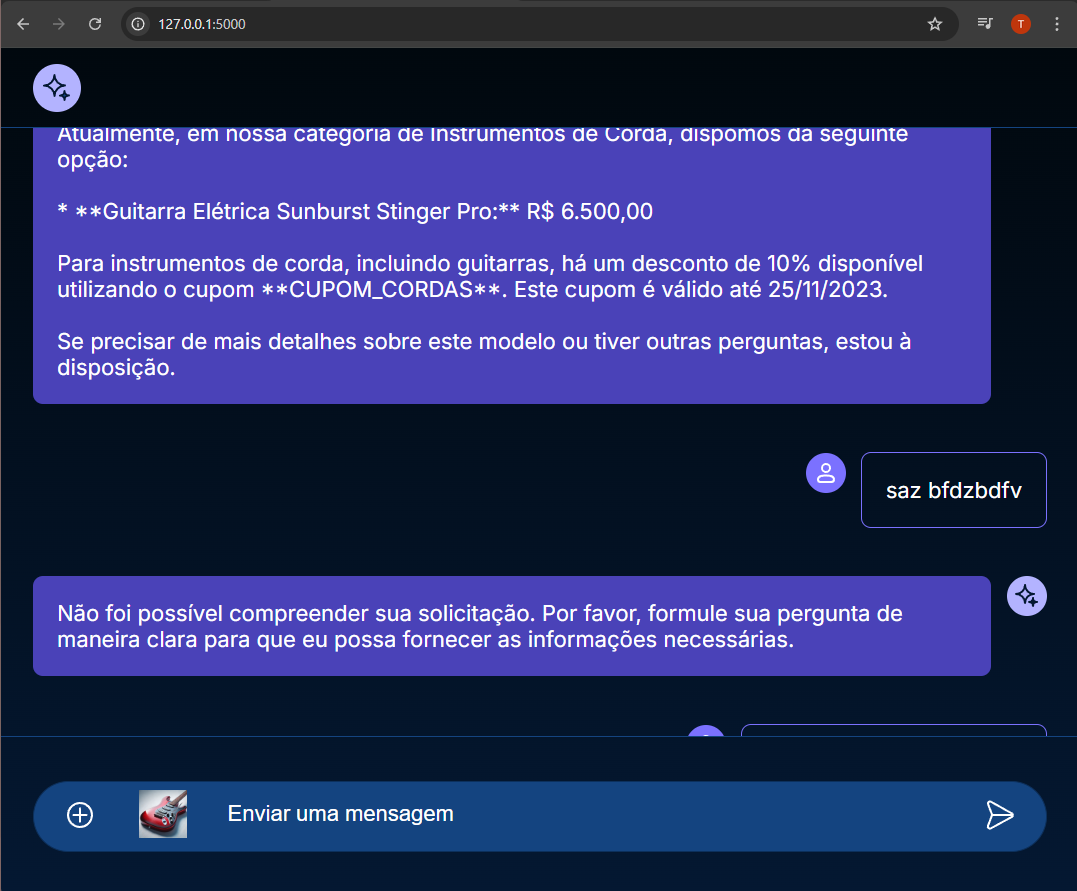 127.0.0.1:5000
T
Atualmente, em nossa categoria de Instrumentos de Corda, dispomos da seguinte
opção:
* **Guitarra Elétrica Sunburst Stinger Pro:** R$ 6.500,00
Para instrumentos de corda, incluindo guitarras, há um desconto de 10% disponível
utilizando o cupom **CUPOM_CORDAS**. Este cupom é válido até 25/11/2023.
Se precisar de mais detalhes sobre este modelo ou tiver outras perguntas, estou à
disposição.
saz bfdzbdfv
Não foi possível compreender sua solicitação. Por favor, formule sua pergunta de
maneira clara para que eu possa fornecer as informações necessárias.
Enviar uma mensagem